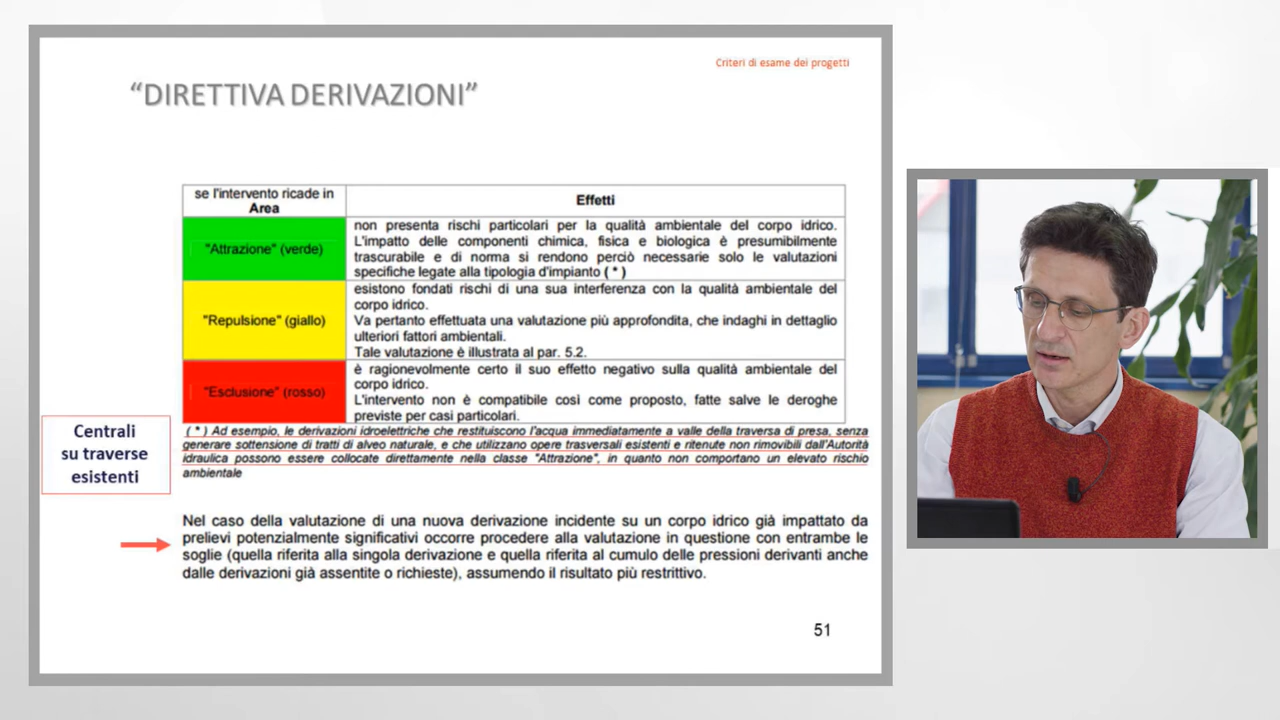 Criteri di esame dei progetti
“DIRETTIVA DERIVAZIONI”
se l'intervento ricade in
Area
Effetti
"Attrazione" (verde)
non presenta rischi particolari per la qualità ambientale del corpo idrico.
L'impatto delle componenti chimica, fisica e biologica è presumibilmente
trascurabile e di norma si rendono perciò necessarie solo le valutazioni
specifiche legate alla tipologia d'impianto ( * )
"Repulsione" (giallo)
esistono fondati rischi di una sua interferenza con la qualità ambientale del
corpo idrico.
Va pertanto effettuata una valutazione più approfondita, che indaghi in dettaglio
ulteriori fattori ambientali.
Tale valutazione è illustrata al par. 5.2.
"Esclusione" (rosso)
è ragionevolmente certo il suo effetto negativo sulla qualità ambientale del
corpo idrico.
L'intervento non è compatibile così come proposto, fatte salve le deroghe
previste per casi particolari.
Centrali
su traverse
esistenti
( * ) Ad esempio, le derivazioni idroelettriche che restituiscono l'acqua immediatamente a valle della traversa di presa, senza
generare sottensione di tratti di alveo naturale, e che utilizzano opere trasversali esistenti e ritenute non rimovibili dall'Autorità
idraulica possono essere collocate direttamente nella classe "Attrazione", in quanto non comportano un elevato rischio
ambientale
Nel caso della valutazione di una nuova derivazione incidente su un corpo idrico già impattato da
prelievi potenzialmente significativi occorre procedere alla valutazione in questione con entrambe le
soglie (quella riferita alla singola derivazione e quella riferita al cumulo delle pressioni derivanti anche
dalle derivazioni già assentite o richieste), assumendo il risultato più restrittivo.
51